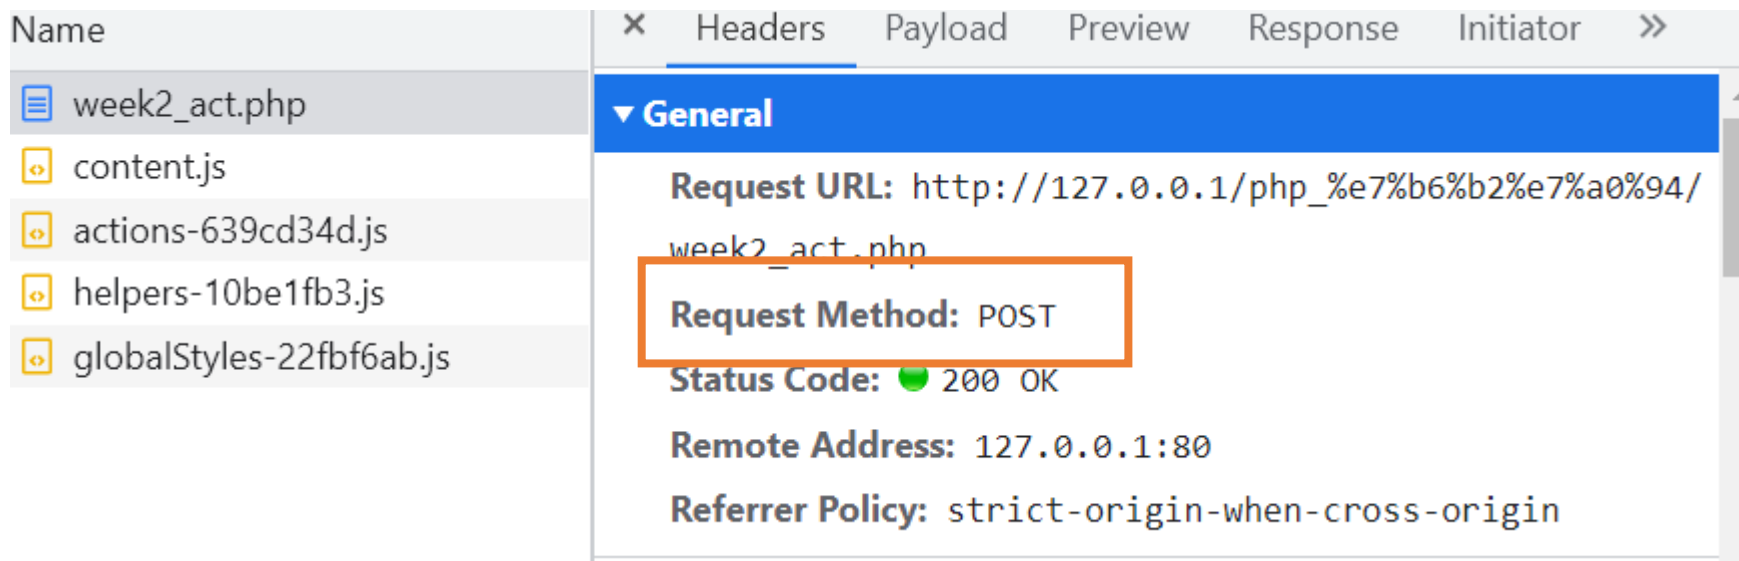 Name
week2_act.php
content.js
actions-639cd34d.js
helpers-10be1fb3.js
globalStyles-22fbf6ab.js
× Headers Payload Preview Response Initiator »
▼ General
Request URL: http://127.0.0.1/php_%e7%b6%b2%e7%a0%94/
week2_act.php
Request Method: POST
Status Code: 200 OK
Remote Address: 127.0.0.1:80
Referrer Policy: strict-origin-when-cross-origin